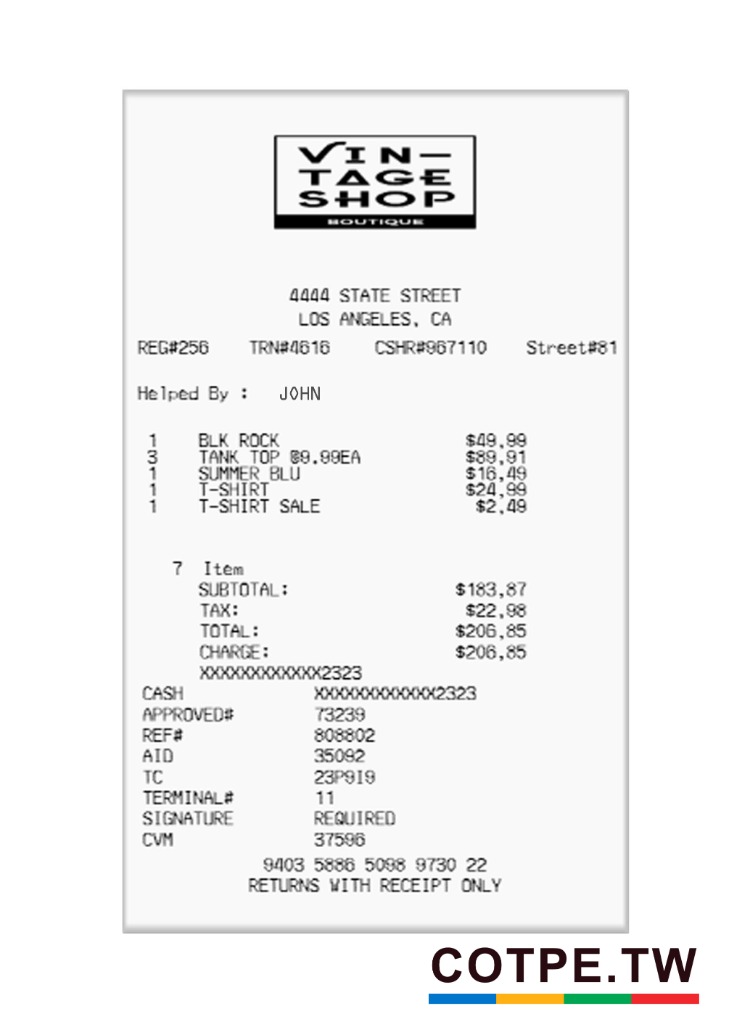 VIN-
TAGE
SHOP
BOUTIQUE
4444 STATE STREET
LOS ANGELES, CA
REG#256 TRN#4616 CSHR#967110 Street#81
Helped By : JOHN
1 BLK ROCK $49,99
3 TANK TOP @9.99EA $89,91
1 SUMMER BLU $16,49
1 T-SHIRT $24,99
1 T-SHIRT SALE $2,49
7 Item
SUBTOTAL: $183,87
TAX: $22,98
TOTAL: $206,85
CHARGE: $206,85
XXXXXXXXXXXX2323
CASH XXXXXXXXXXXX2323
APPROVED# 73239
REF# 808802
AID 35092
TC 23P9I9
TERMINAL# 11
SIGNATURE REQUIRED
CVM 37596
9403 5886 5098 9730 22
RETURNS WITH RECEIPT ONLY
COTPE.TW